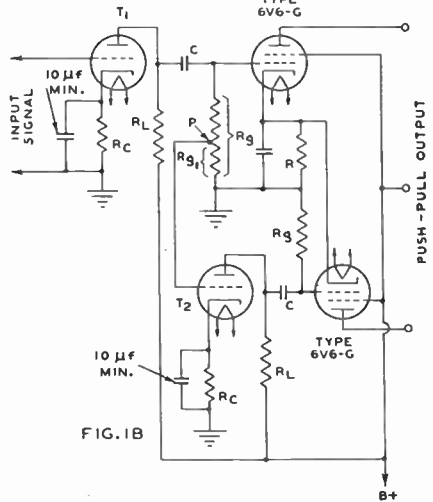 T1
TYPE
6V6-G
C
10 µf
MIN.
INPUT
SIGNAL
RC
RL
P
Rg1
Rg
R
Rg
PUSH-PULL OUTPUT
T2
C
TYPE
6V6-G
10 µf
MIN.
RC
RL
FIG.1B
B+